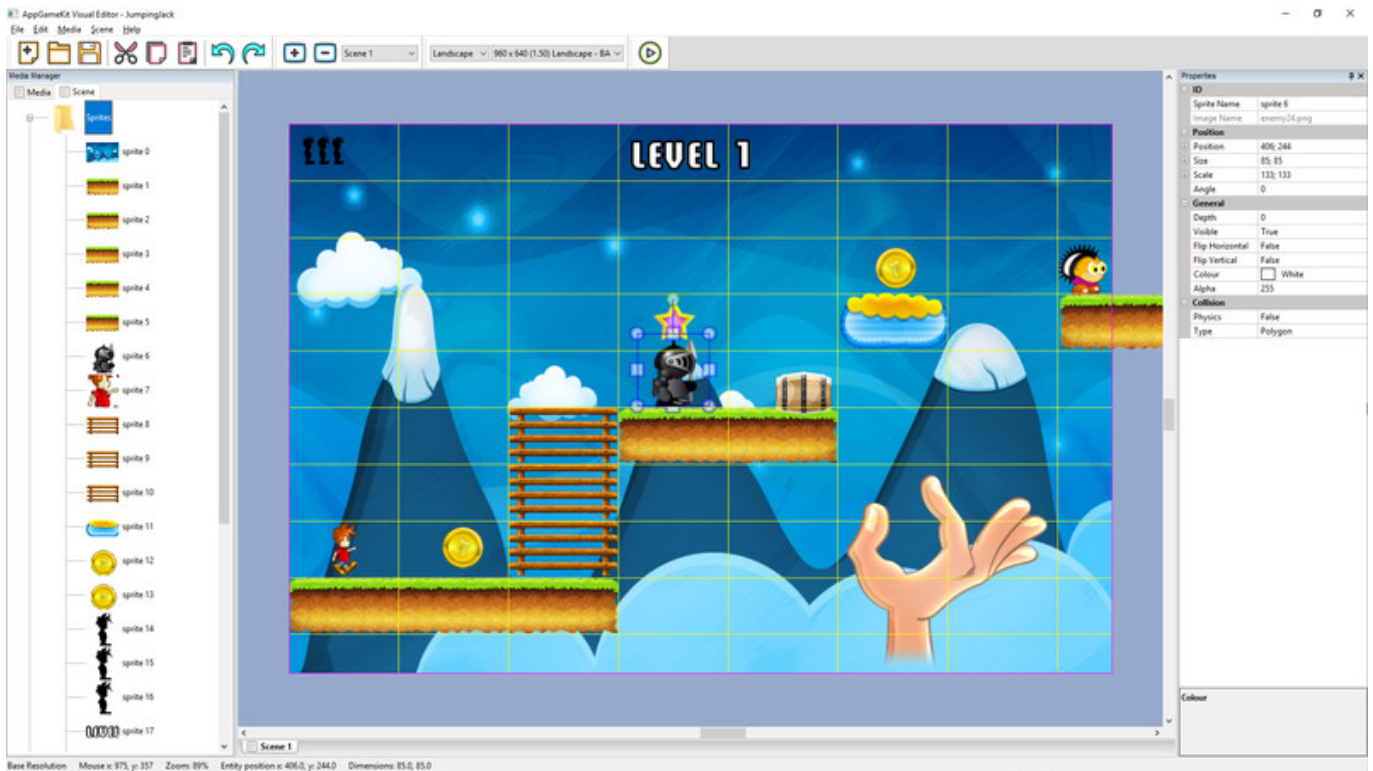 AppGameKit Visual Editor - JumpingJack
File Edit Media Scene Help
Scene 1
Landscape
960 x 640 (1.50) Landscape - BA
Media Manager
Media Scene
Sprites
sprite 0
sprite 1
sprite 2
sprite 3
sprite 4
sprite 5
sprite 6
sprite 7
sprite 8
sprite 9
sprite 10
sprite 11
sprite 12
sprite 13
sprite 14
sprite 15
sprite 16
LEVEL sprite 17
LEVEL 1
Scene 1
Properties
ID
Sprite Name sprite 6
Image Name enemy24.png
Position
Position 406; 244
Size 85; 85
Scale 133; 133
Angle 0
General
Depth 0
Visible True
Flip Horizontal False
Flip Vertical False
Colour White
Alpha 255
Collision
Physics False
Type Polygon
Colour
Base Resolution Mouse x: 975, y: 357 Zoom: 89% Entity position x: 406.0, y: 244.0 Dimensions: 85.0, 85.0